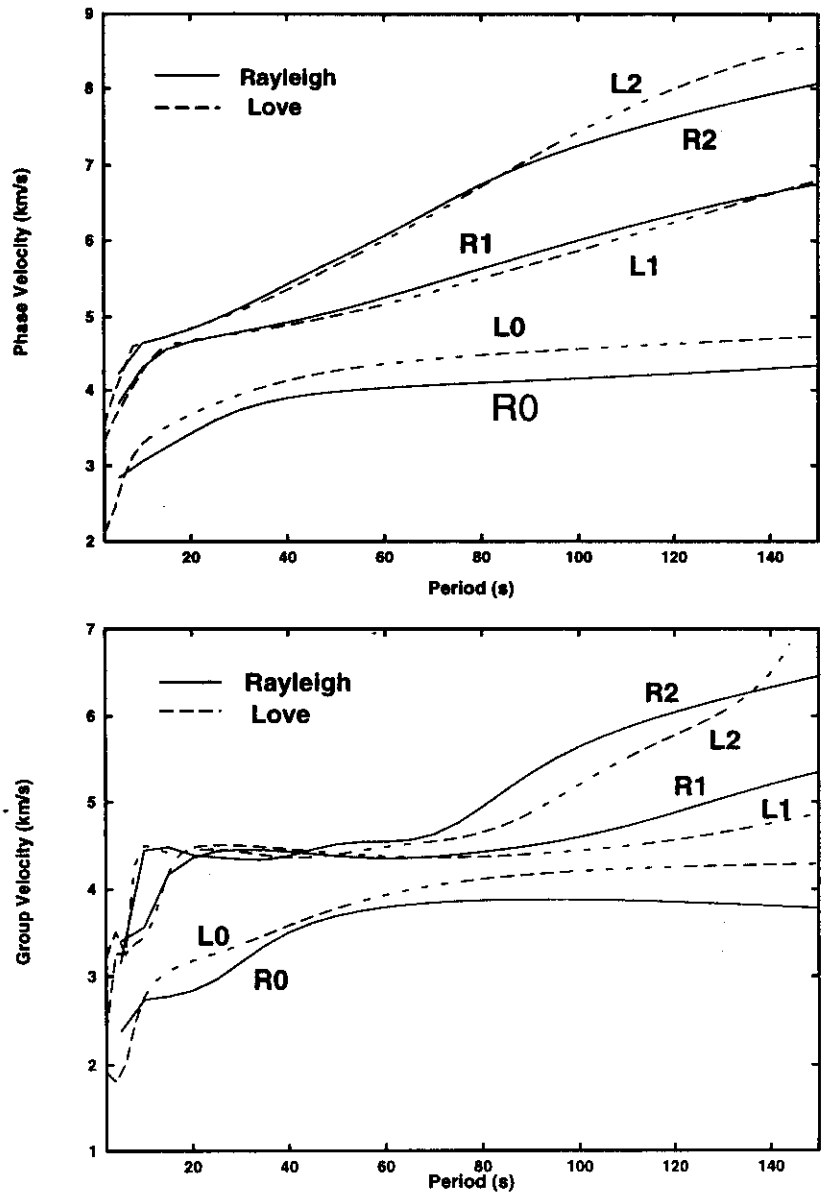 9
8
7
6
5
4
3
2
Phase Velocity (km/s)
Rayleigh
Love
L2
R2
R1
L1
L0
R0
20 40 60 80 100 120 140
Period (s)
7
6
5
4
3
2
1
Group Velocity (km/s)
Rayleigh
Love
R2
L2
R1
L1
L0
R0
20 40 60 80 100 120 140
Period (s)